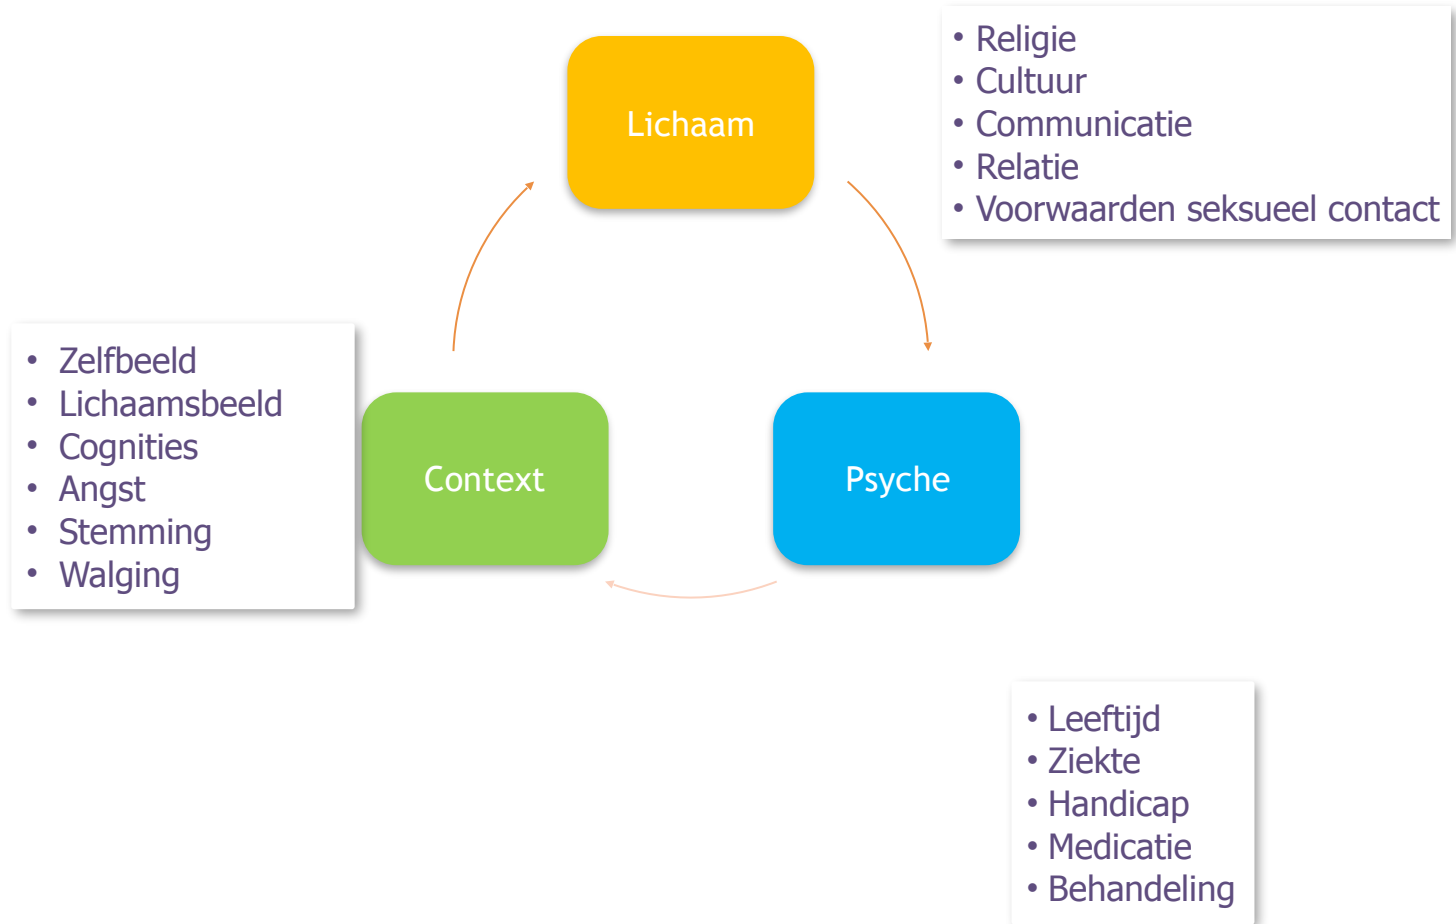 Lichaam
• Religie
• Cultuur
• Communicatie
• Relatie
• Voorwaarden seksueel contact
• Zelfbeeld
• Lichaamsbeeld
• Cognities
• Angst
• Stemming
• Walging
Context
Psyche
• Leeftijd
• Ziekte
• Handicap
• Medicatie
• Behandeling